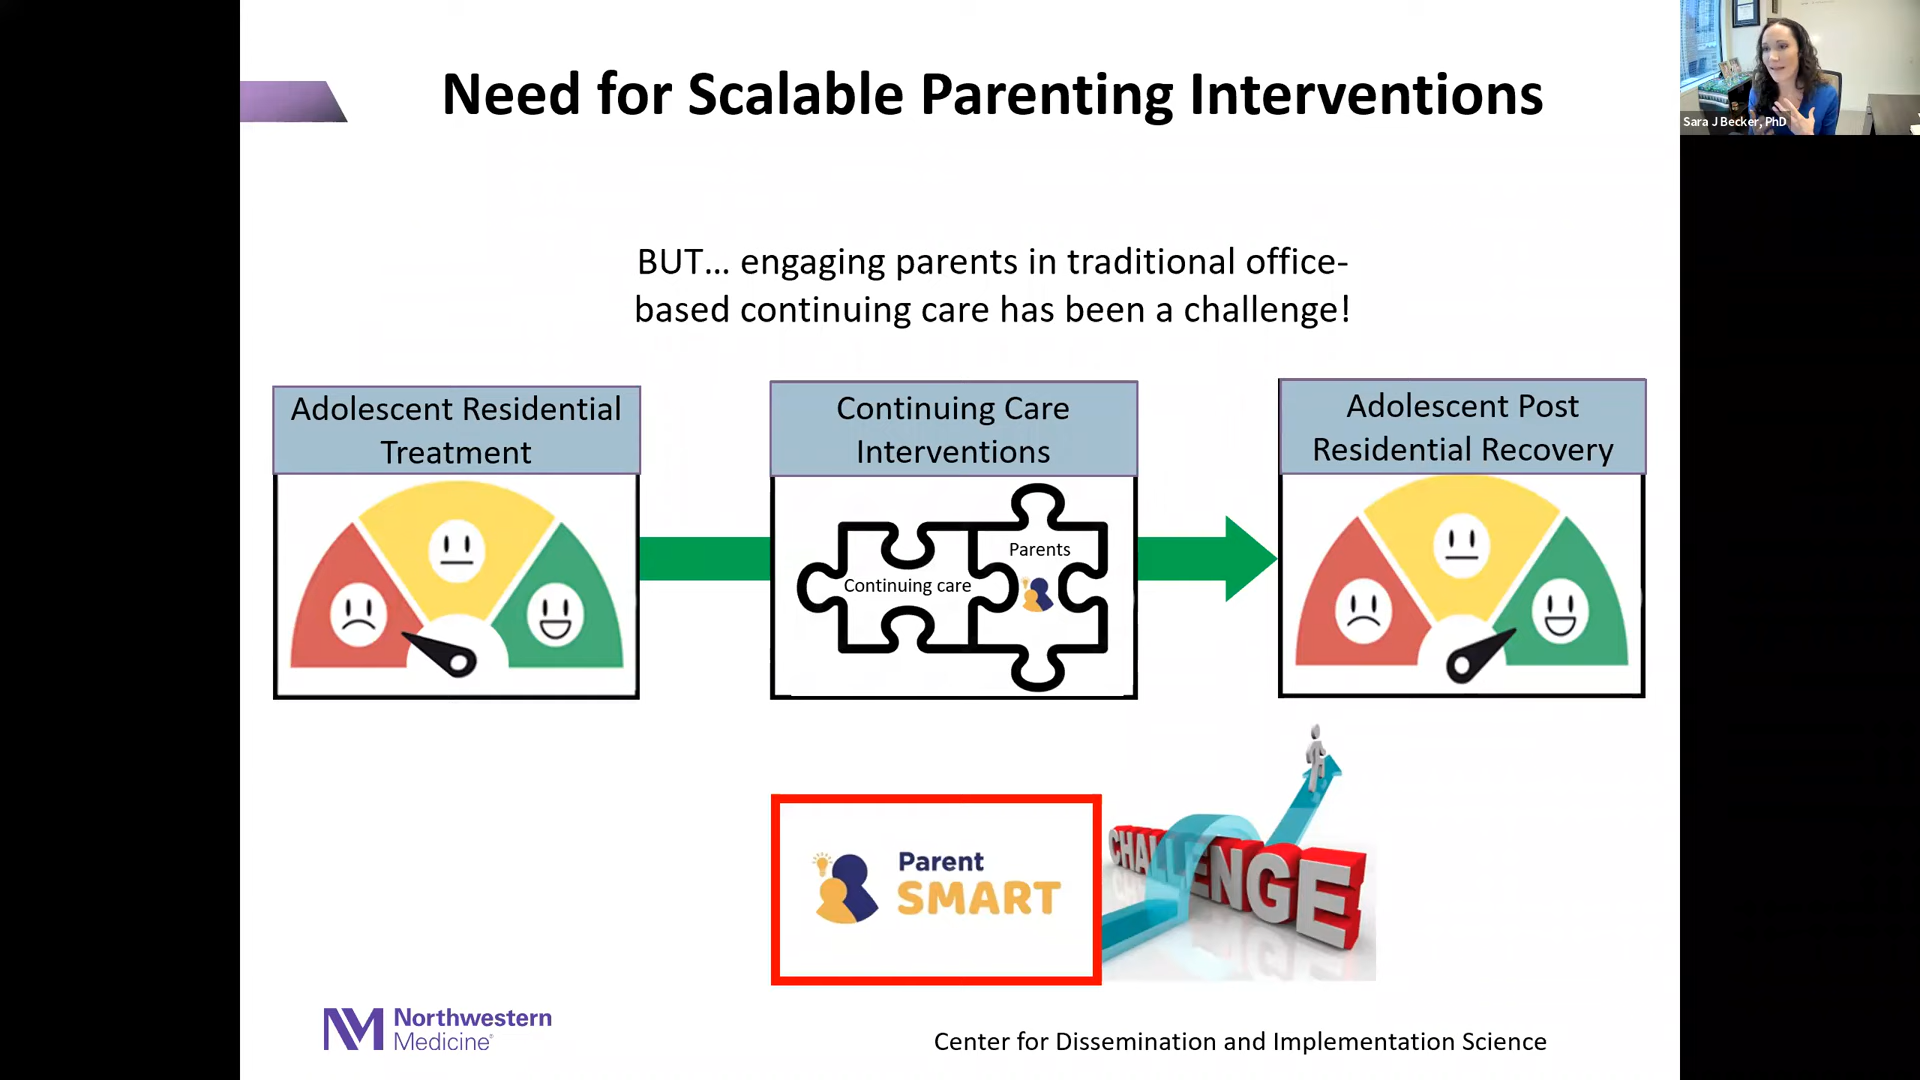 Need for Scalable Parenting Interventions
Sara J Becker, PhD
BUT... engaging parents in traditional office-
based continuing care has been a challenge!
Adolescent Residential
Treatment
Continuing Care
Interventions
Adolescent Post
Residential Recovery
Continuing care
Parents
Parent
SMART
CHALLENGE
Northwestern
Medicine®
Center for Dissemination and Implementation Science